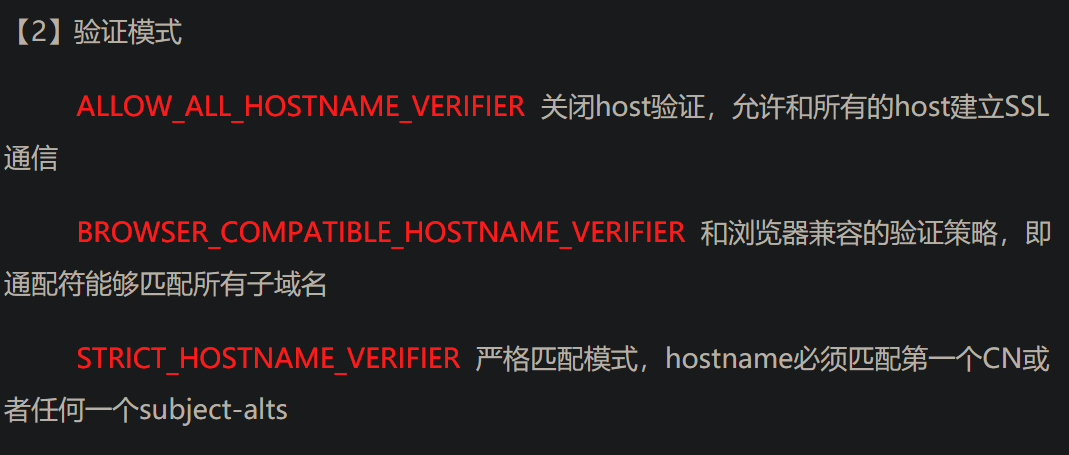 【2】验证模式
ALLOW_ALL_HOSTNAME_VERIFIER 关闭host验证，允许和所有的host建立SSL
通信
BROWSER_COMPATIBLE_HOSTNAME_VERIFIER 和浏览器兼容的验证策略，即
通配符能够匹配所有子域名
STRICT_HOSTNAME_VERIFIER 严格匹配模式，hostname必须匹配第一个CN或
者任何一个subject-alts